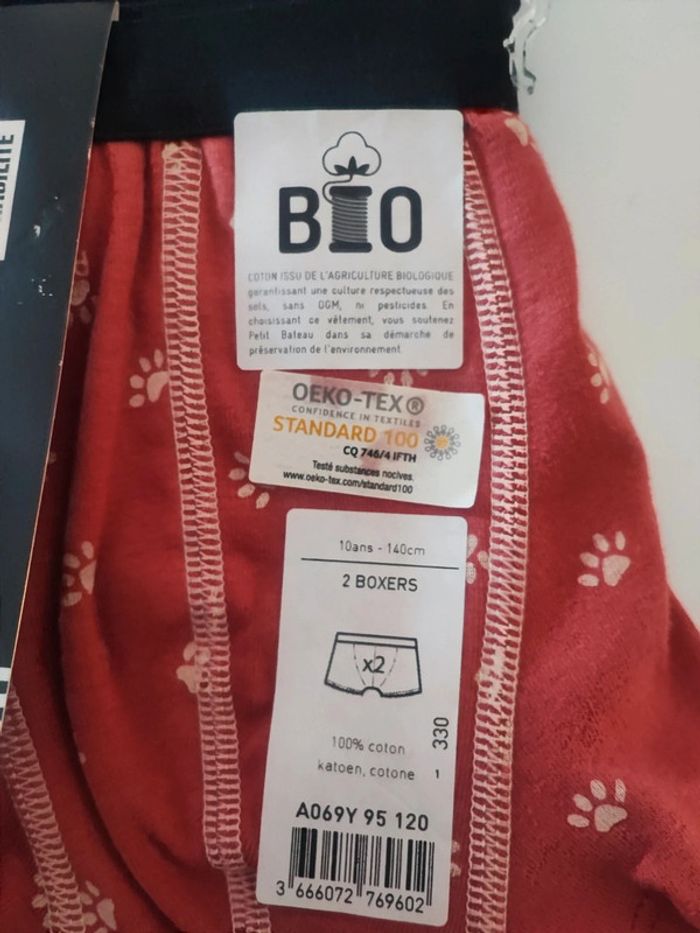 BIO
COTON ISSU DE L'AGRICULTURE BIOLOGIQUE
garantissant une culture respectueuse des
sols, sans OGM, ni pesticides. En
choisissant ce vêtement, vous soutenez
Petit Bateau dans sa démarche de
préservation de l'environnement.
OEKO-TEX®
CONFIDENCE IN TEXTILES
STANDARD 100
CQ 746/4 IFTH
Testé substances nocives.
www.oeko-tex.com/standard100
10ans - 140cm
2 BOXERS
x2
330
100% coton
katoen, cotone
1
A069Y 95 120
3 666072 769602